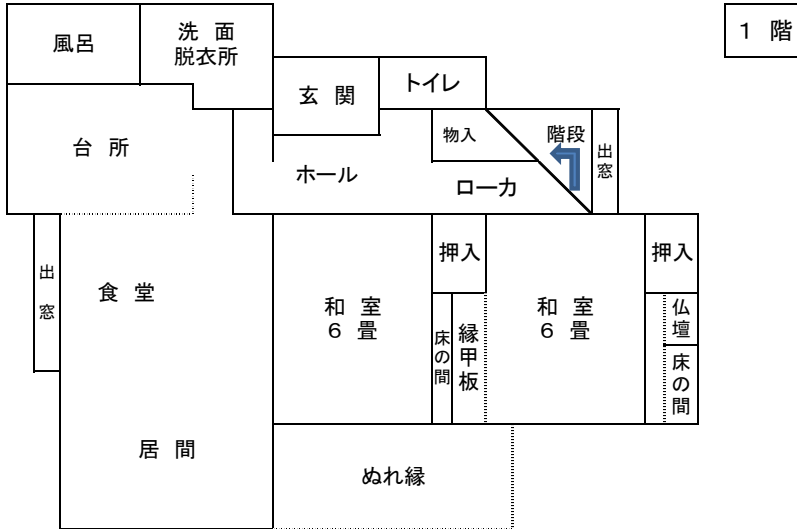 1 階
風呂
洗 面
脱衣所
玄 関
トイレ
台 所
物入
階段
出
窓
ホール
ローカ
出
窓
食 堂
和 室
6 畳
押入
床
の
間
縁
甲
板
和 室
6 畳
押入
仏
壇
床
の
間
居 間
ぬれ縁